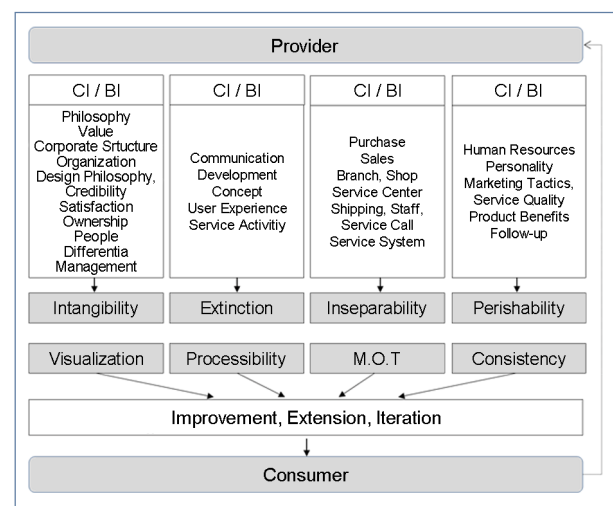 Provider
CI / BI
Philosophy
Value
Corporate Srtucture
Organization
Design Philosophy,
Credibility
Satisfaction
Ownership
People
Differentia
Management
CI / BI
Communication
Development
Concept
User Experience
Service Activitiy
CI / BI
Purchase
Sales
Branch, Shop
Service Center
Shipping, Staff,
Service Call
Service System
CI / BI
Human Resources
Personality
Marketing Tactics,
Service Quality
Product Benefits
Follow-up
Intangibility
Extinction
Inseparability
Perishability
Visualization
Processibility
M.O.T
Consistency
Improvement, Extension, Iteration
Consumer